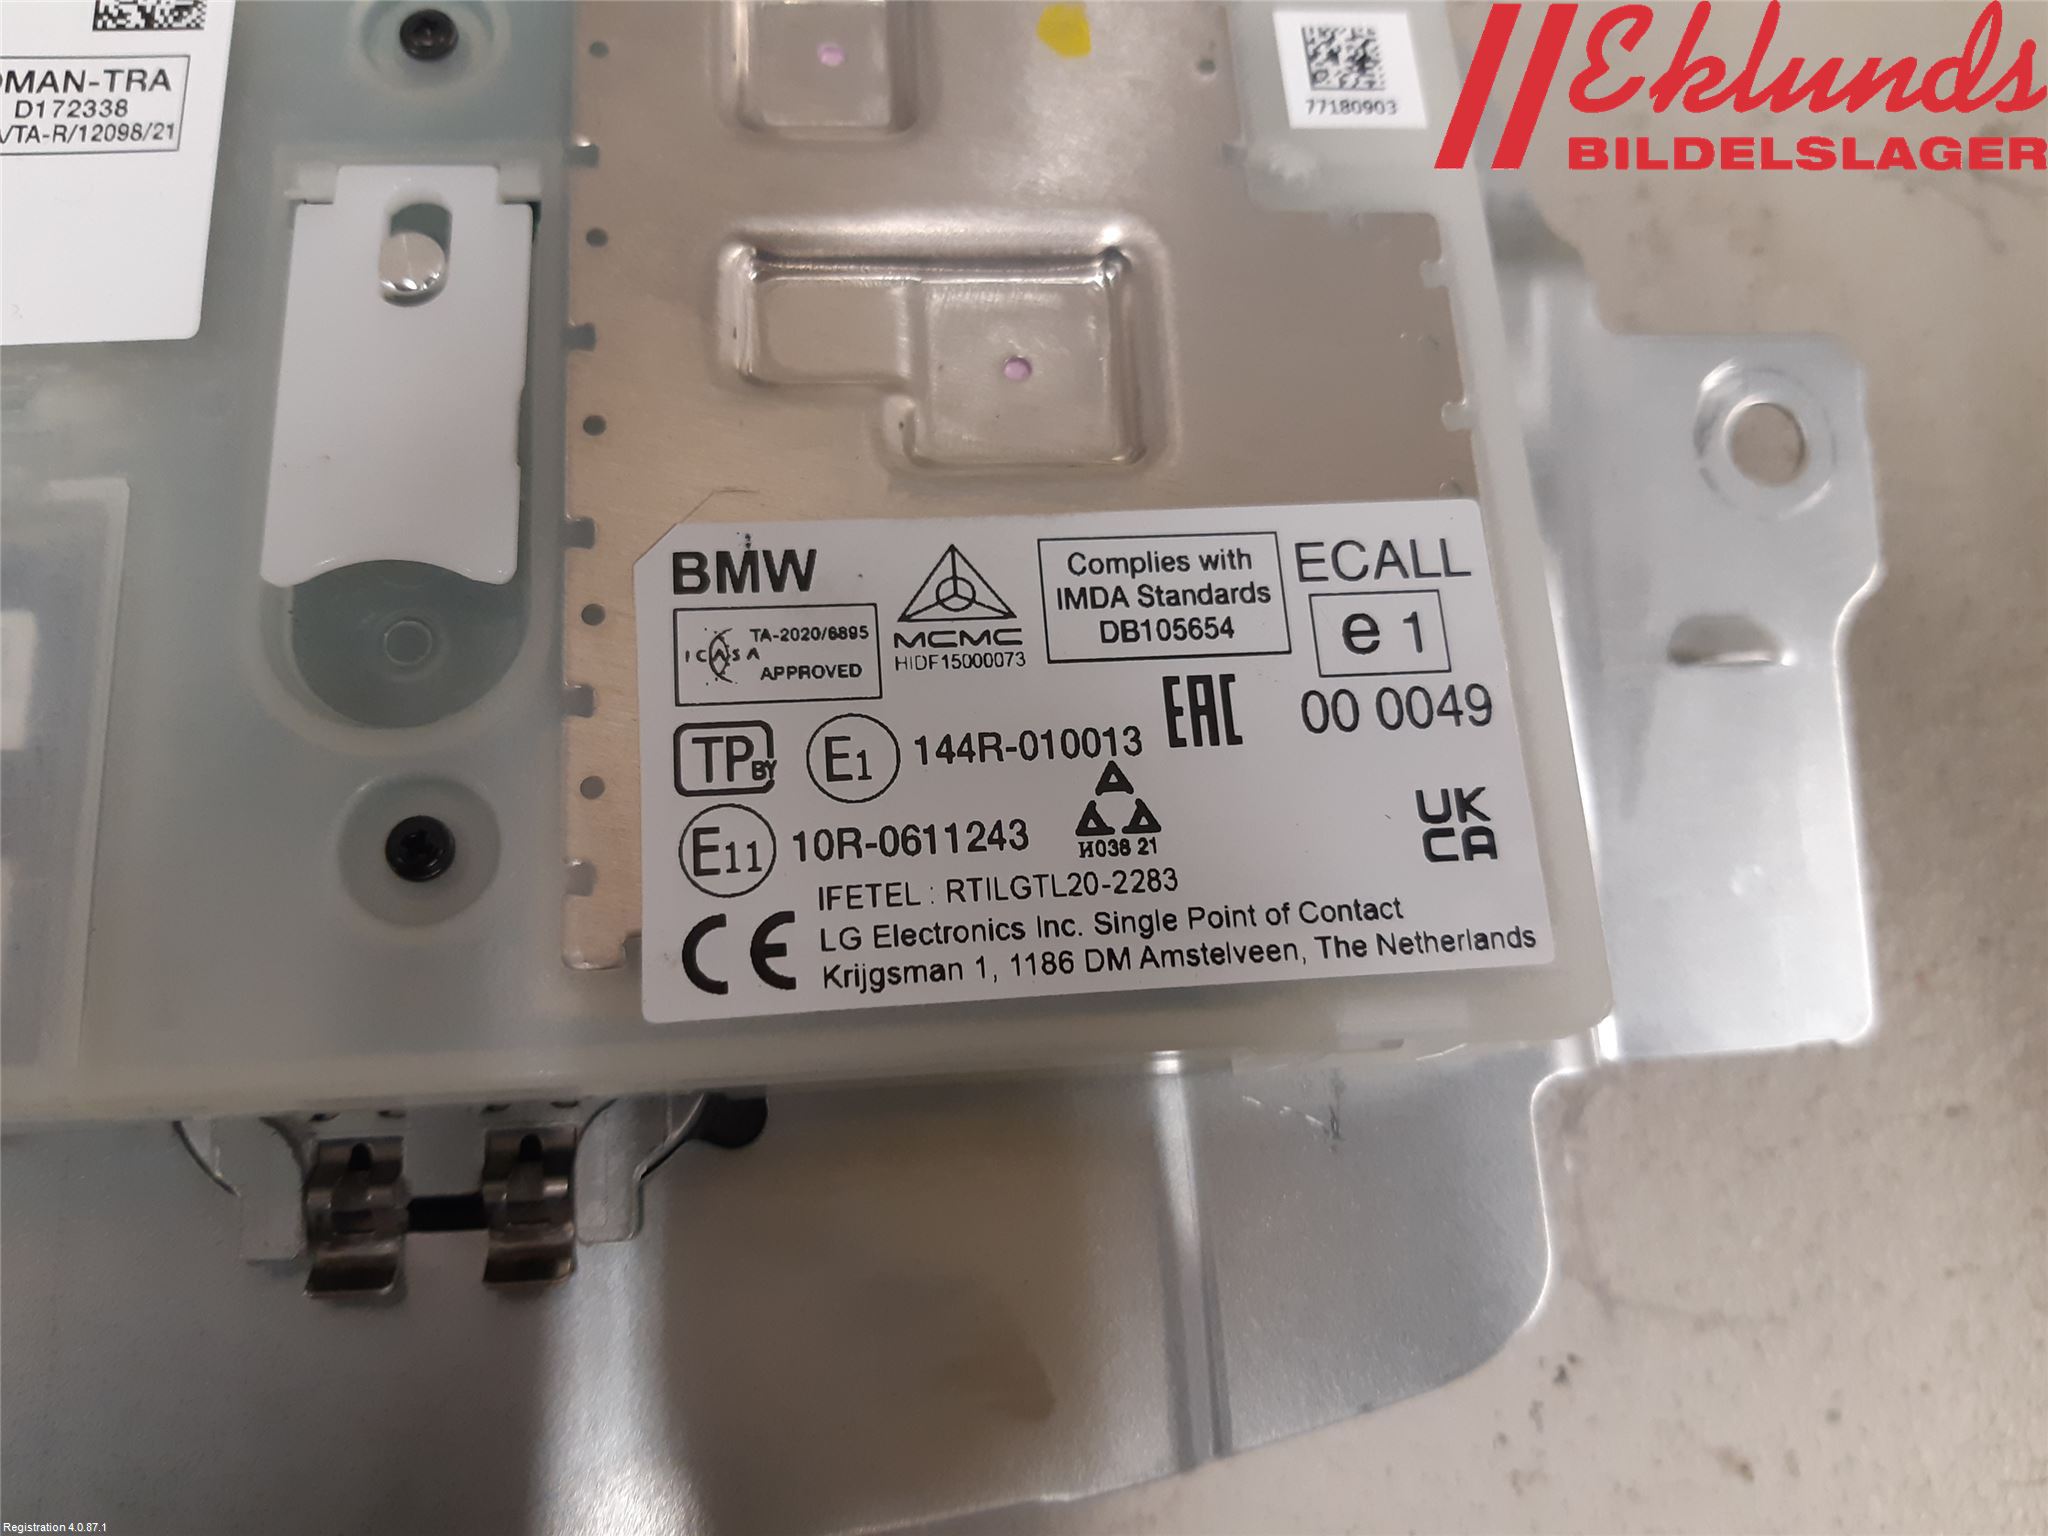 Eklunds
BILDELSLAGER
77180903
OMAN-TRA
D172338
/TA-R/12098/21
BMW
ICASA
TA-2020/6895
APPROVED
MCMC
HIDF15000073
Complies with
IMDA Standards
DB105654
ECALL
e 1
00 0049
TP BY
E1
144R-010013
EAC
E11
10R-0611243
H038 21
UK
CA
IFETEL : RTILGTL20-2283
CE
LG Electronics Inc. Single Point of Contact
Krijgsman 1, 1186 DM Amstelveen, The Netherlands
Registration 4.0.87.1